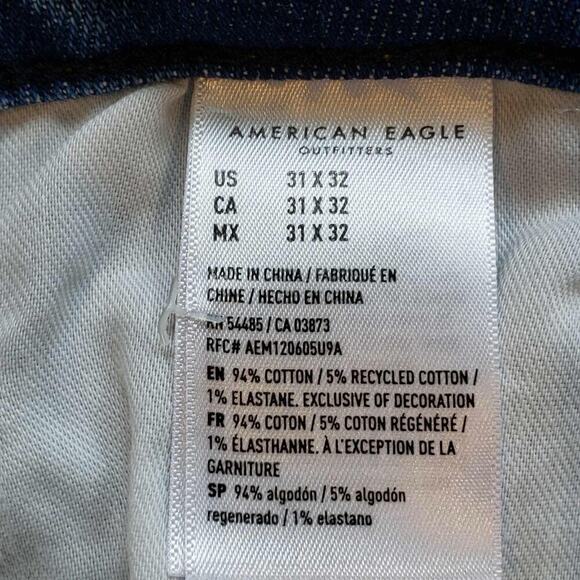 AMERICAN EAGLE
OUTFITTERS
US 31 X 32
CA 31 X 32
MX 31 X 32
MADE IN CHINA / FABRIQUÉ EN
CHINE / HECHO EN CHINA
RN 54485 / CA 03873
RFC# AEM120605U9A
EN 94% COTTON / 5% RECYCLED COTTON /
1% ELASTANE. EXCLUSIVE OF DECORATION
FR 94% COTON / 5% COTON RÉGÉNÉRÉ /
1% ÉLASTHANNE. À L'EXCEPTION DE LA
GARNITURE
SP 94% algodón / 5% algodón
regenerado / 1% elastano